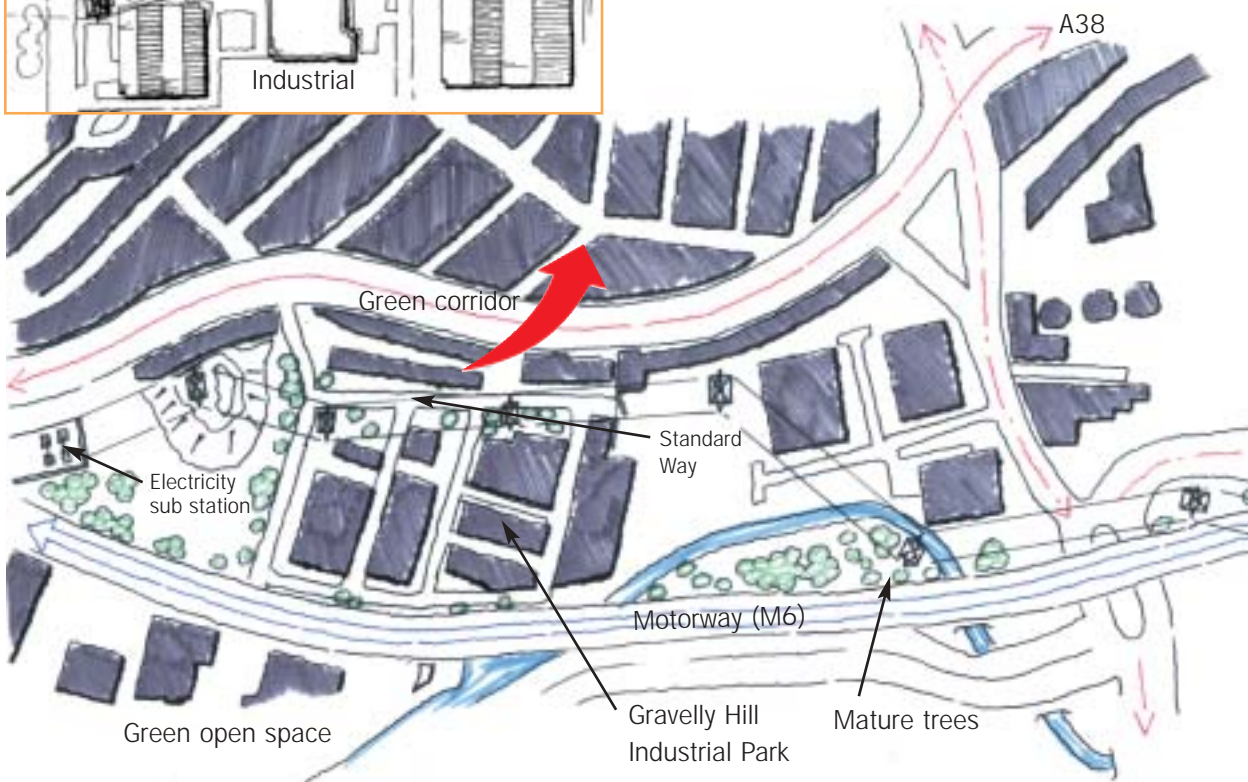 Industrial
A38
Green corridor
Standard
Way
Electricity
sub station
Motorway (M6)
Gravelly Hill
Industrial Park
Mature trees
Green open space